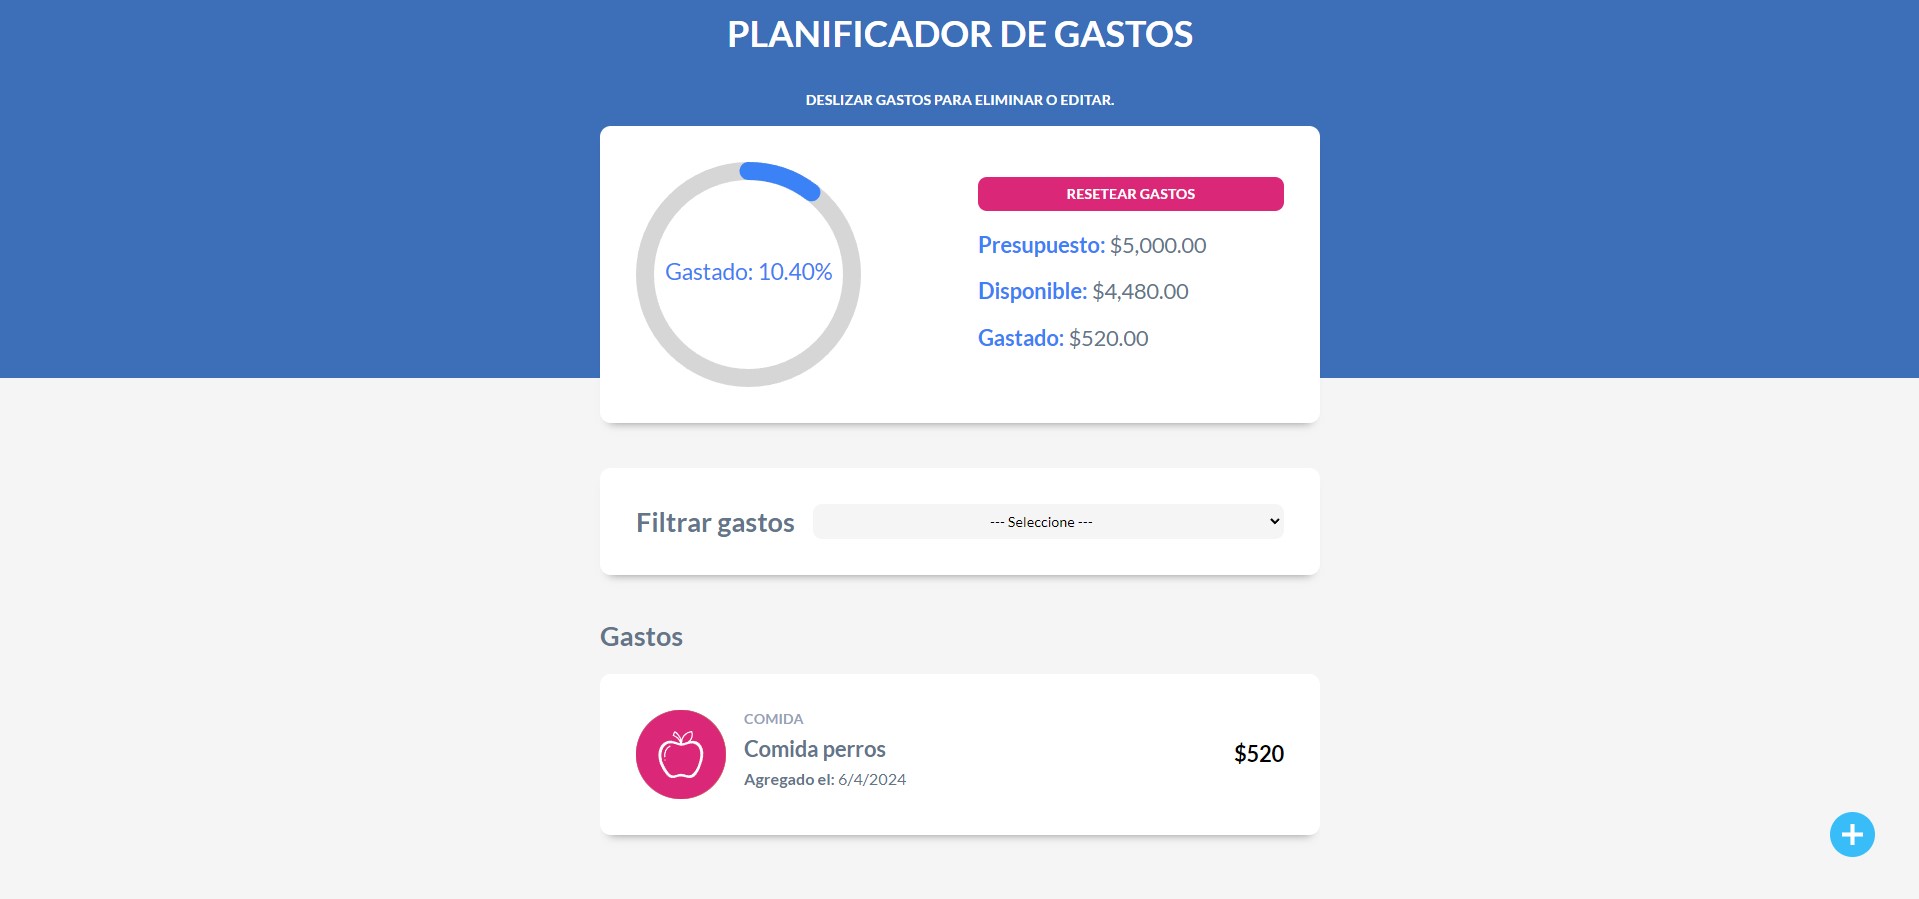 PLANIFICADOR DE GASTOS
DESLIZAR GASTOS PARA ELIMINAR O EDITAR.
Gastado: 10.40%
RESETEAR GASTOS
Presupuesto: $5,000.00
Disponible: $4,480.00
Gastado: $520.00
Filtrar gastos
--- Seleccione ---
Gastos
COMIDA
Comida perros
Agregado el: 6/4/2024
$520